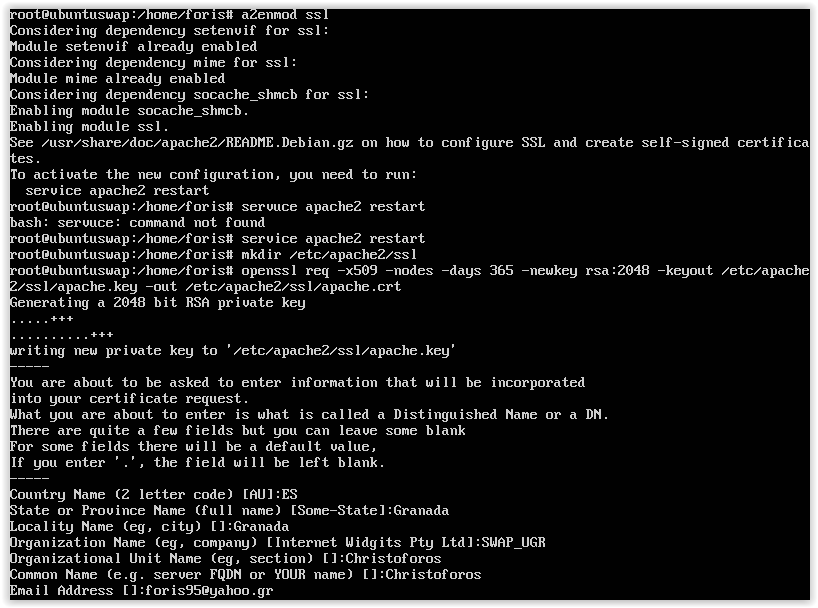 root@ubuntuswap:/home/foris# a2enmod ssl
Considering dependency setenvif for ssl:
Module setenvif already enabled
Considering dependency mime for ssl:
Module mime already enabled
Considering dependency socache_shmcb for ssl:
Enabling module socache_shmcb.
Enabling module ssl.
See /usr/share/doc/apache2/README.Debian.gz on how to configure SSL and create self-signed certifica
tes.
To activate the new configuration, you need to run:
  service apache2 restart
root@ubuntuswap:/home/foris# servuce apache2 restart
bash: servuce: command not found
root@ubuntuswap:/home/foris# service apache2 restart
root@ubuntuswap:/home/foris# mkdir /etc/apache2/ssl
root@ubuntuswap:/home/foris# openssl req -x509 -nodes -days 365 -newkey rsa:2048 -keyout /etc/apache
2/ssl/apache.key -out /etc/apache2/ssl/apache.crt
Generating a 2048 bit RSA private key
.....+++
..........+++
writing new private key to '/etc/apache2/ssl/apache.key'
-----
You are about to be asked to enter information that will be incorporated
into your certificate request.
What you are about to enter is what is called a Distinguished Name or a DN.
There are quite a few fields but you can leave some blank
For some fields there will be a default value,
If you enter '.', the field will be left blank.
-----
Country Name (2 letter code) [AU]:ES
State or Province Name (full name) [Some-State]:Granada
Locality Name (eg, city) []:Granada
Organization Name (eg, company) [Internet Widgits Pty Ltd]:SWAP_UGR
Organizational Unit Name (eg, section) []:Christoforos
Common Name (e.g. server FQDN or YOUR name) []:Christoforos
Email Address []:foris95@yahoo.gr